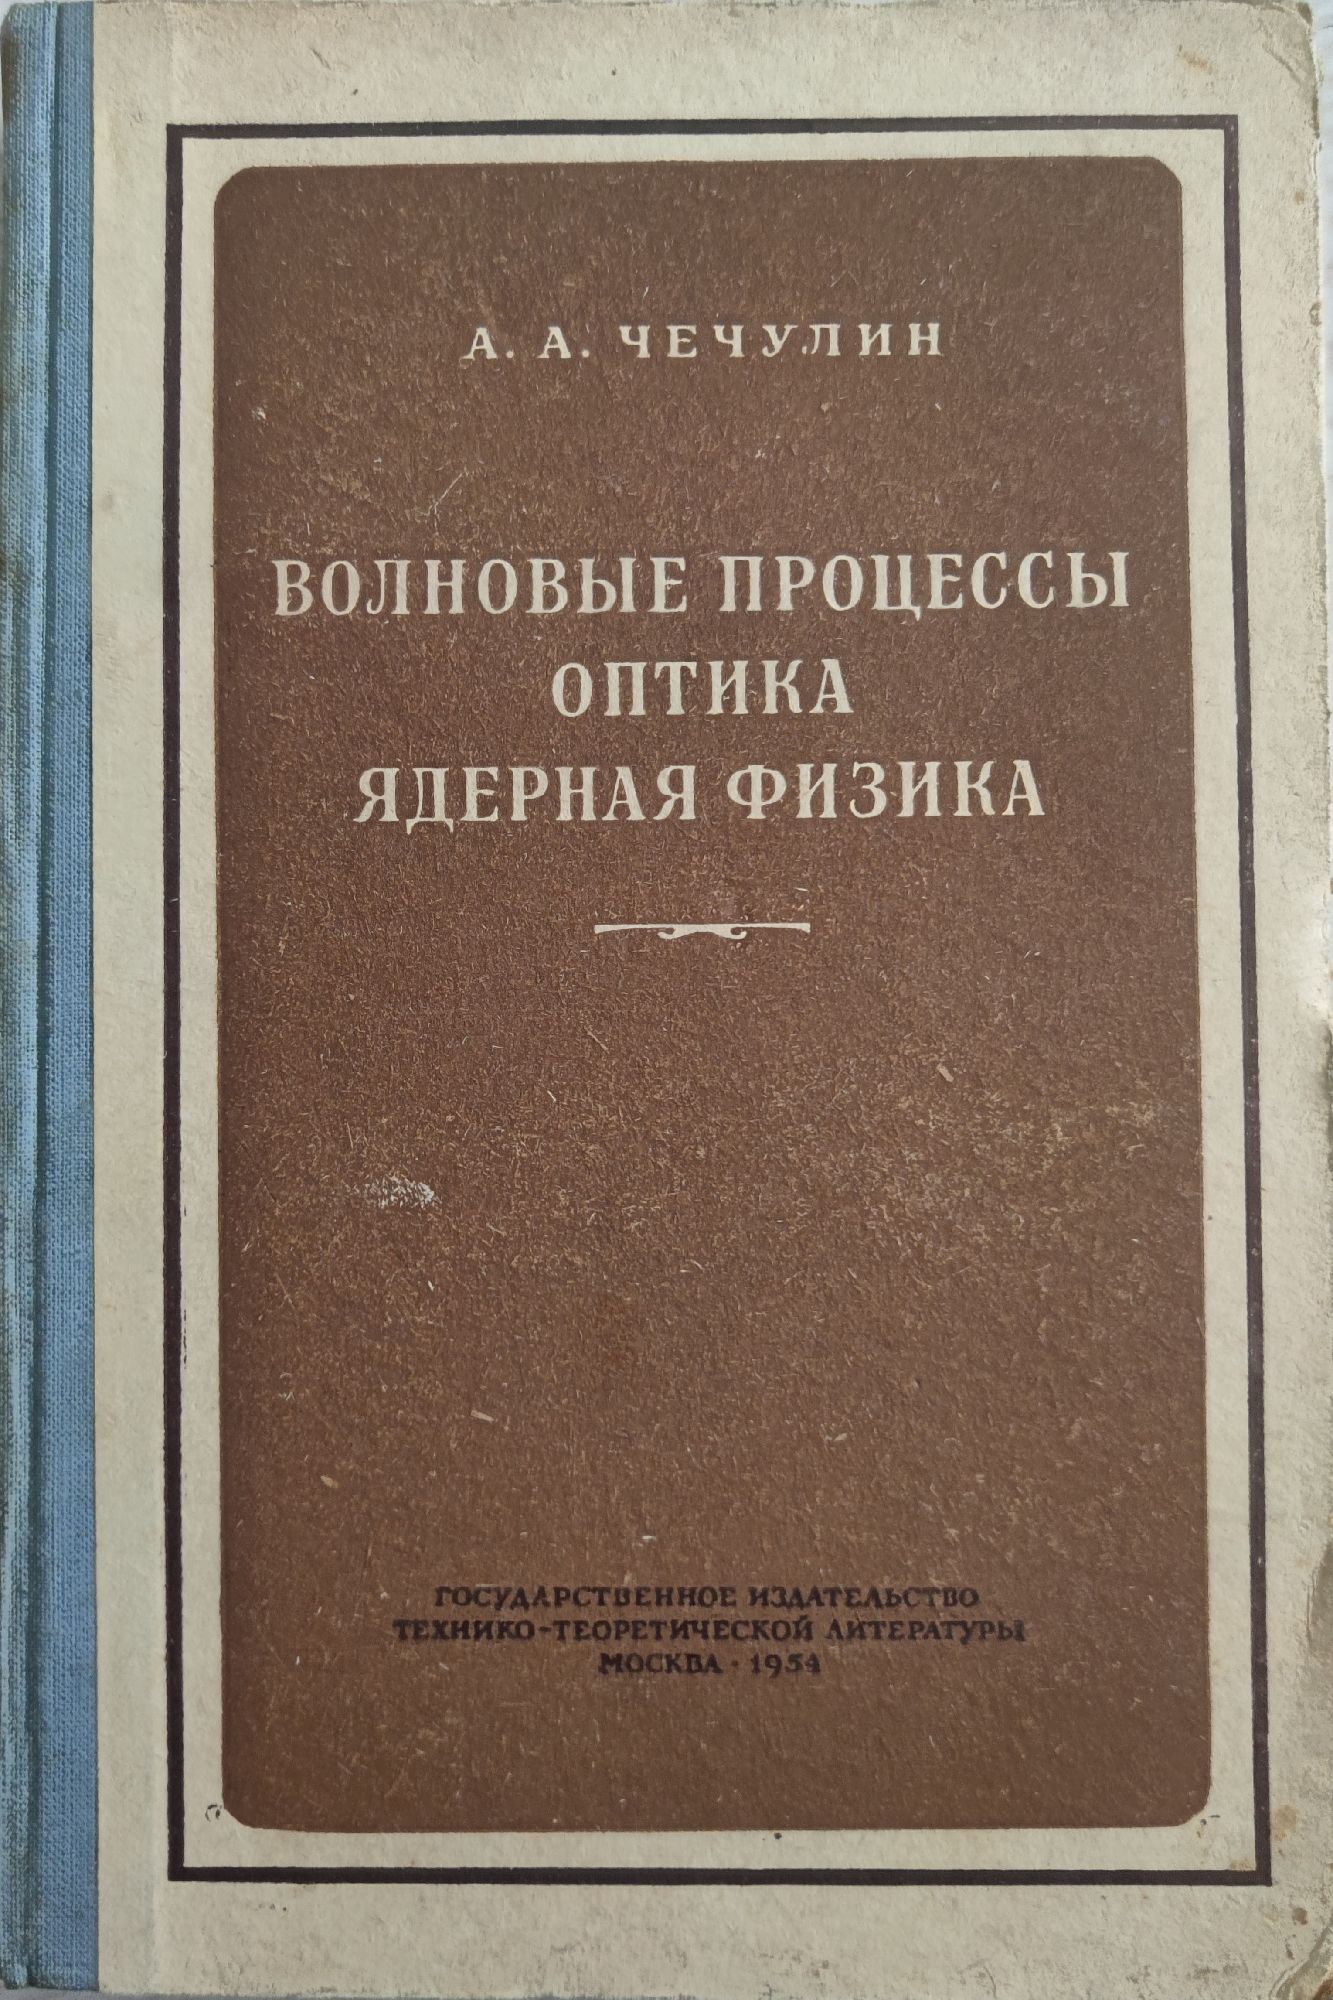 А. А. ЧЕЧУЛИН
ВОЛНОВЫЕ ПРОЦЕССЫ
ОПТИКА
ЯДЕРНАЯ ФИЗИКА
ГОСУДАРСТВЕННОЕ ИЗДАТЕЛЬСТВО
ТЕХНИКО-ТЕОРЕТИЧЕСКОЙ ЛИТЕРАТУРЫ
МОСКВА · 1954